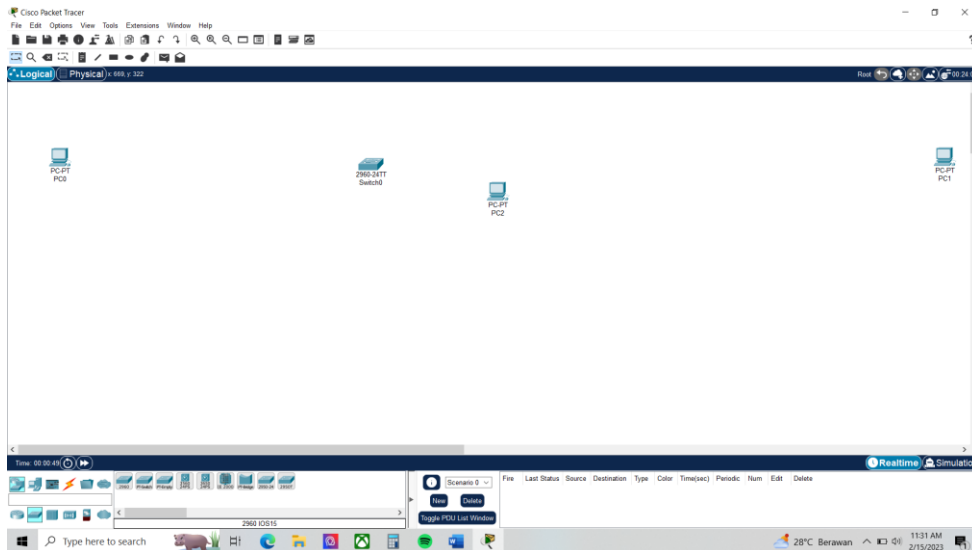 Cisco Packet Tracer
File Edit Options View Tools Extensions Window Help
Logical Physical x: 669, y: 322
Root
PC-PT
PC0
2960-24TT
Switch0
PC-PT
PC2
PC-PT
PC1
Time: 00:00:49
Realtime Simulatio
Scenario 0
Fire Last Status Source Destination Type Color Time(sec) Periodic Num Edit Delete
New Delete
Toggle PDU List Window
2960 IOS15
Type here to search
28°C Berawan
11:31 AM
2/15/2023